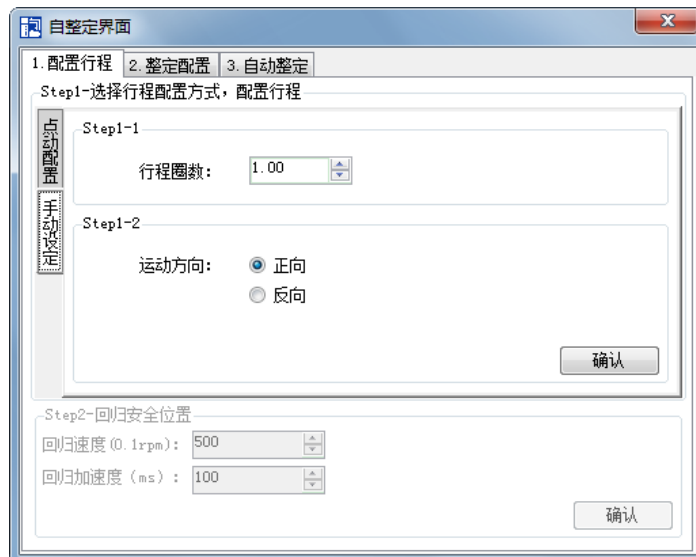 自整定界面
1.配置行程 2.整定配置 3.自动整定
Step1-选择行程配置方式，配置行程
点动配置
手动设定
Step1-1
行程圈数： 1.00
Step1-2
运动方向： 正向
反向
确认
Step2-回归安全位置
回归速度(0.1rpm)： 500
回归加速度（ms）： 100
确认